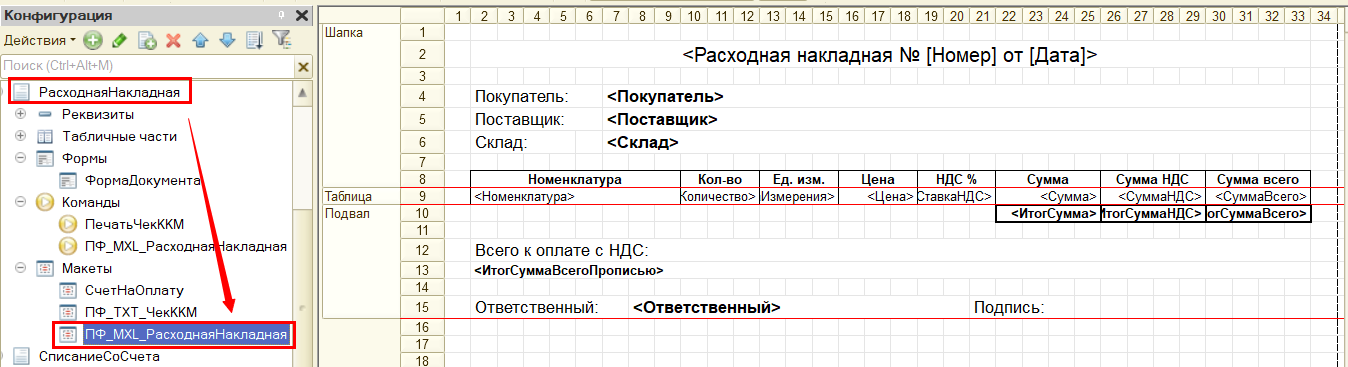 Конфигурация
Действия
Поиск (Ctrl+Alt+M)
РасходнаяНакладная
Реквизиты
Табличные части
Формы
ФормаДокумента
Команды
ПечатьЧекККМ
ПФ_MXL_РасходнаяНакладная
Макеты
СчетНаОплату
ПФ_TXT_ЧекККМ
ПФ_MXL_РасходнаяНакладная
СписаниеСоСчета
1 2 3 4 5 6 7 8 9 10 11 12 13 14 15 16 17 18 19 20 21 22 23 24 25 26 27 28 29 30 31 32 33 34
Шапка 1
2 <Расходная накладная № [Номер] от [Дата]>
3
4 Покупатель: <Покупатель>
5 Поставщик: <Поставщик>
6 Склад: <Склад>
7
8 Номенклатура Кол-во Ед. изм. Цена НДС % Сумма Сумма НДС Сумма всего
Таблица 9 <Номенклатура> Количество> Измерения> <Цена> СтавкаНДС> <Сумма> <СуммаНДС> <СуммаВсего>
Подвал 10 <ИтогСумма> ИтогСуммаНДС> огСуммаВсего>
11
12 Всего к оплате с НДС:
13 <ИтогСуммаВсегоПрописью>
14
15 Ответственный: <Ответственный> Подпись:
16
17
18